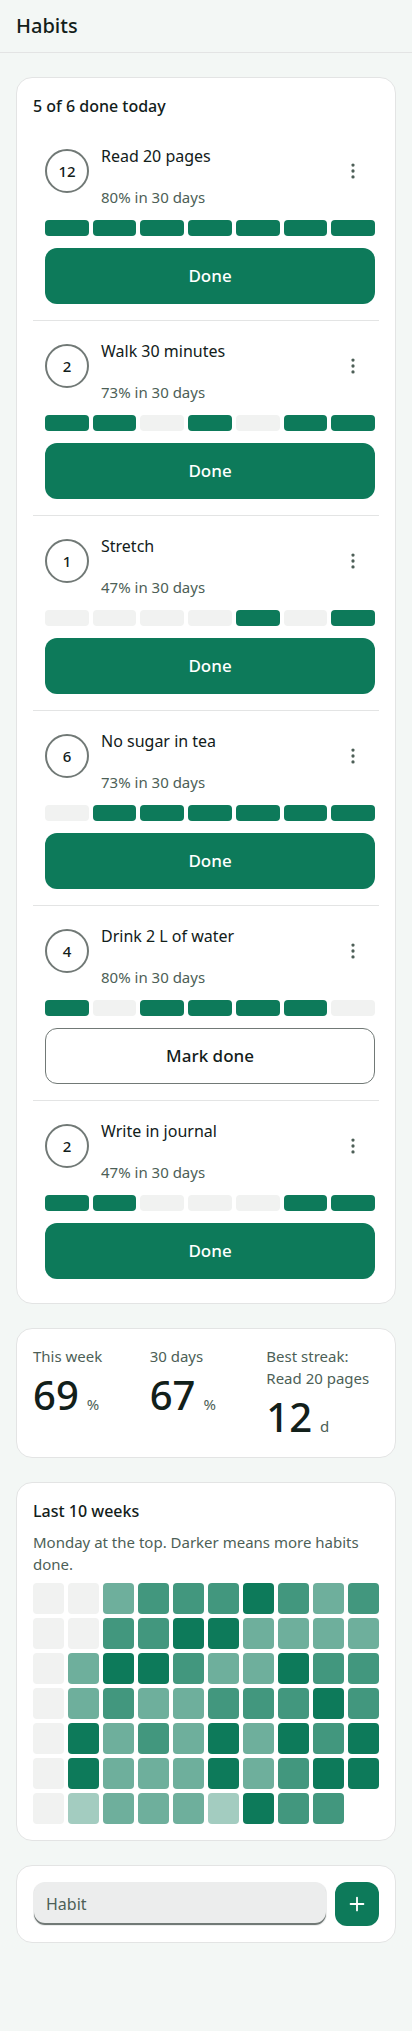 Habits
5 of 6 done today
12
Read 20 pages
80% in 30 days
Done
2
Walk 30 minutes
73% in 30 days
Done
1
Stretch
47% in 30 days
Done
6
No sugar in tea
73% in 30 days
Done
4
Drink 2 L of water
80% in 30 days
Mark done
2
Write in journal
47% in 30 days
Done
This week
69 %
30 days
67 %
Best streak:
Read 20 pages
12 d
Last 10 weeks
Monday at the top. Darker means more habits
done.
Habit
+